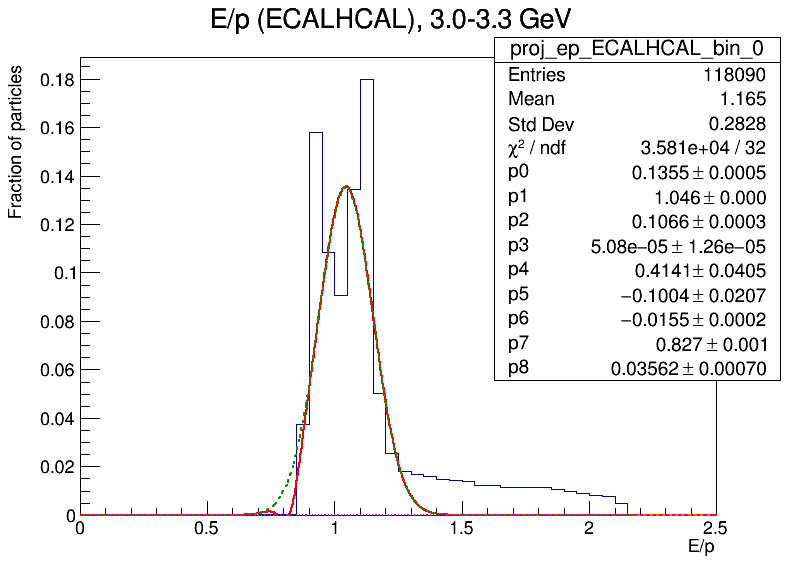 E/p (ECALHCAL), 3.0-3.3 GeV
proj_ep_ECALHCAL_bin_0
Entries 118090
Mean 1.165
Std Dev 0.2828
χ² / ndf 3.581e+04 / 32
p0 0.1355 ± 0.0005
p1 1.046 ± 0.000
p2 0.1066 ± 0.0003
p3 5.08e−05 ± 1.26e−05
p4 0.4141 ± 0.0405
p5 −0.1004 ± 0.0207
p6 −0.0155 ± 0.0002
p7 0.827 ± 0.001
p8 0.03562 ± 0.00070
Fraction of particles
0.18
0.16
0.14
0.12
0.1
0.08
0.06
0.04
0.02
0
0 0.5 1 1.5 2 2.5
E/p